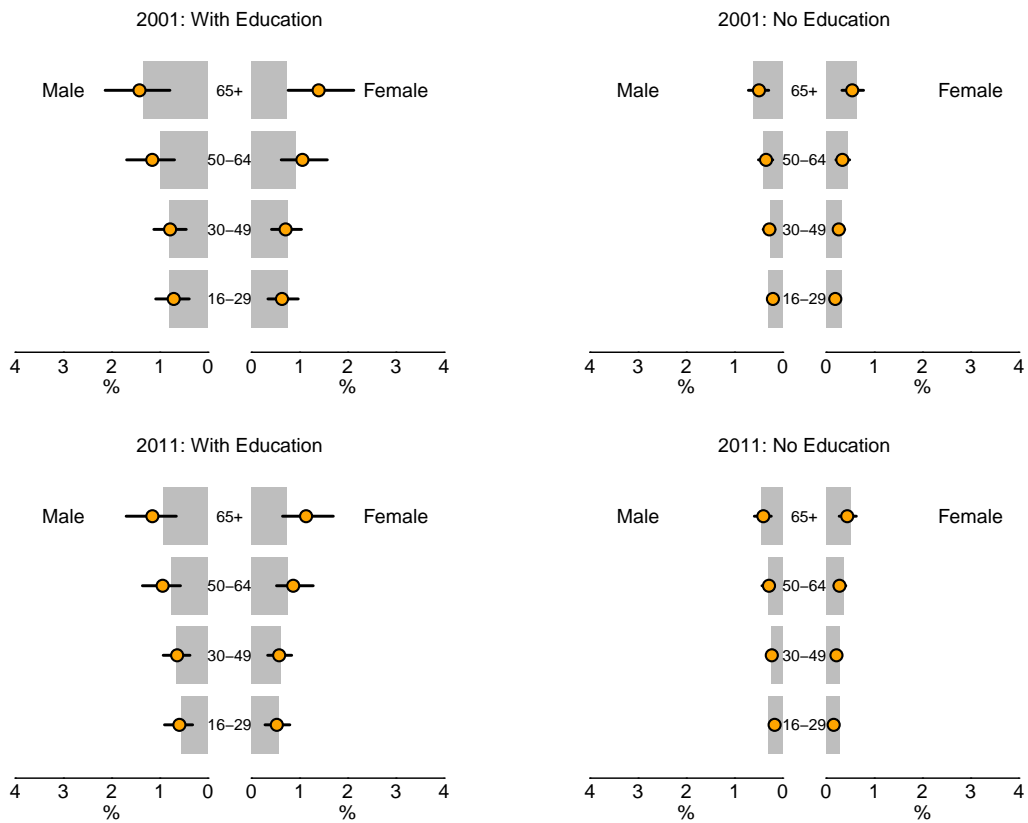 2001: With Education
Male 65+ Female
50–64
30–49
16–29
4 3 2 1 0 0 1 2 3 4
% %
2001: No Education
Male 65+ Female
50–64
30–49
16–29
4 3 2 1 0 0 1 2 3 4
% %
2011: With Education
Male 65+ Female
50–64
30–49
16–29
4 3 2 1 0 0 1 2 3 4
% %
2011: No Education
Male 65+ Female
50–64
30–49
16–29
4 3 2 1 0 0 1 2 3 4
% %